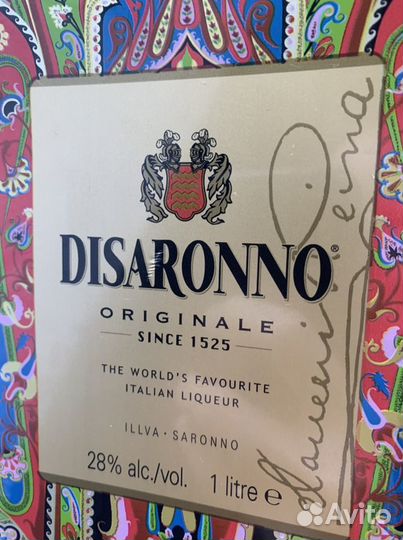 DISARONNO®
ORIGINALE
SINCE 1525
THE WORLD'S FAVOURITE
ITALIAN LIQUEUR
ILLVA · SARONNO
28% alc./vol. 1 litre e
Avito